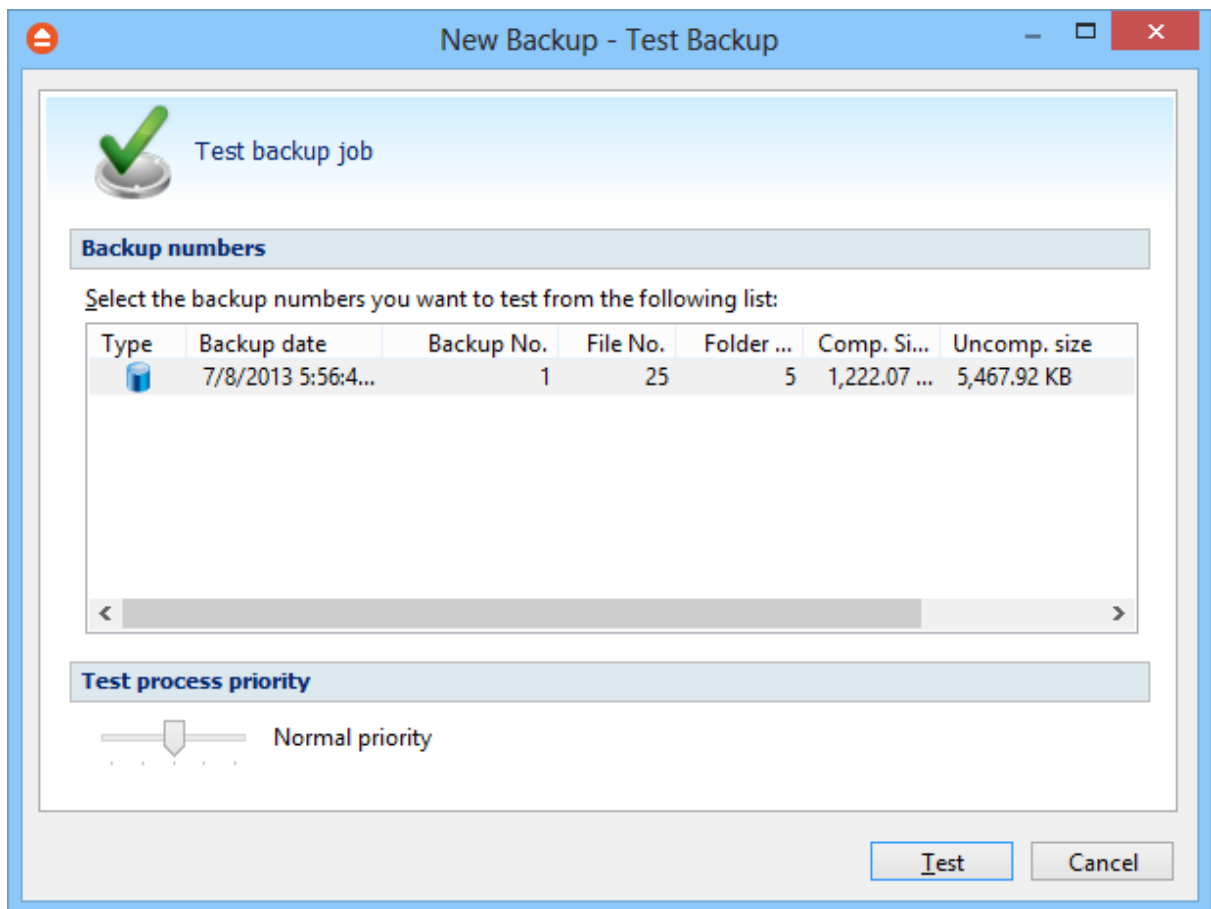 New Backup - Test Backup
Test backup job
Backup numbers
Select the backup numbers you want to test from the following list:
Type Backup date Backup No. File No. Folder ... Comp. Si... Uncomp. size
7/8/2013 5:56:4... 1 25 5 1,222.07 ... 5,467.92 KB
Test process priority
Normal priority
Test Cancel